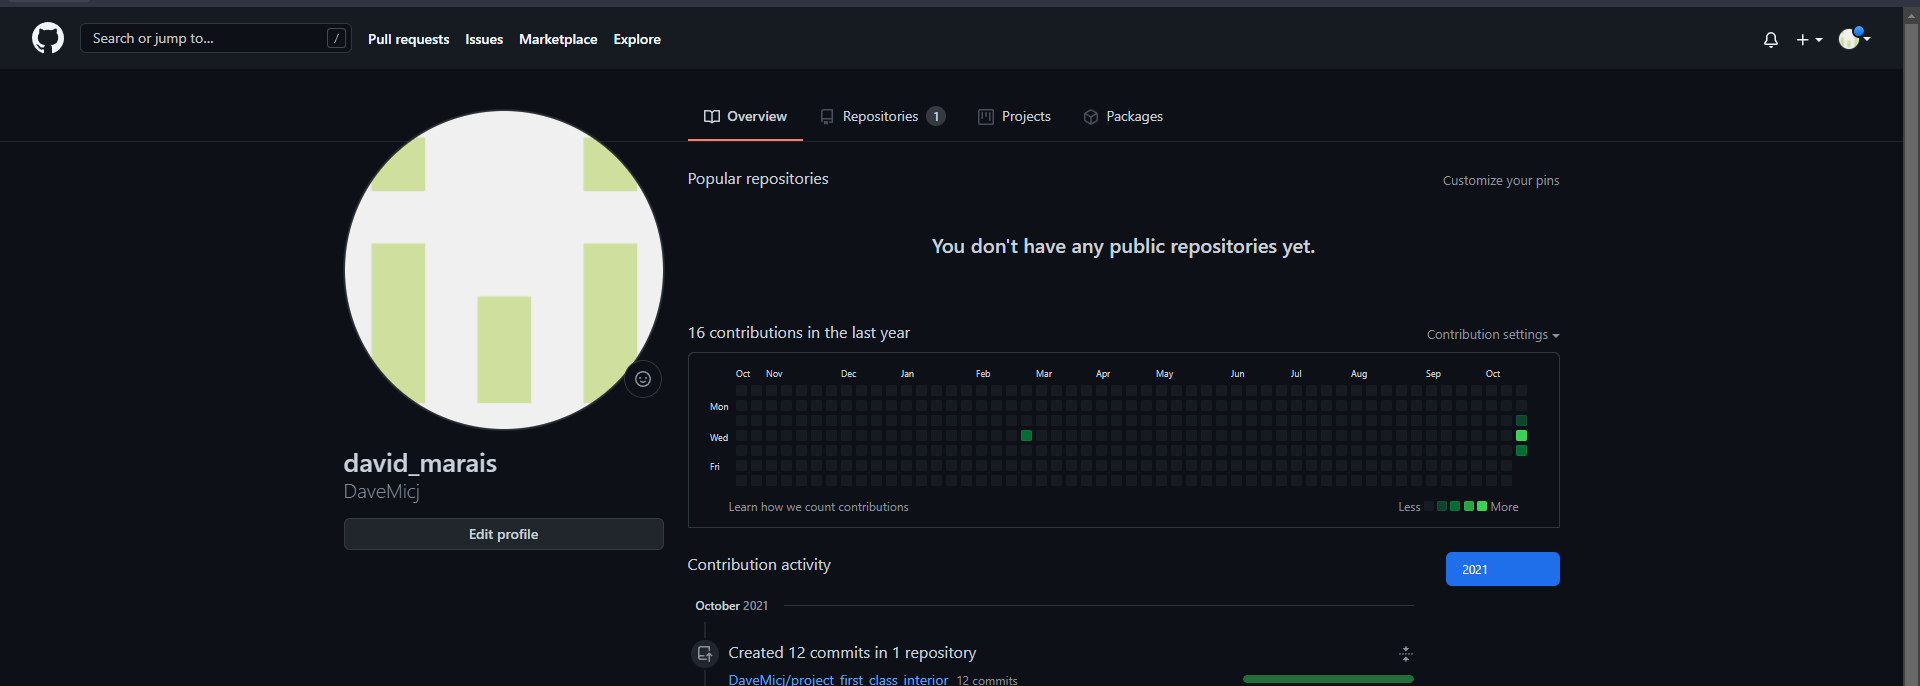 Search or jump to... /
Pull requests
Issues
Marketplace
Explore
Overview
Repositories 1
Projects
Packages
Popular repositories
Customize your pins
You don't have any public repositories yet.
16 contributions in the last year
Contribution settings
Oct Nov Dec Jan Feb Mar Apr May Jun Jul Aug Sep Oct
Mon
Wed
Fri
Learn how we count contributions
Less More
david_marais
DaveMicj
Edit profile
Contribution activity
2021
October 2021
Created 12 commits in 1 repository
DaveMicj/project_first_class_interior 12 commits